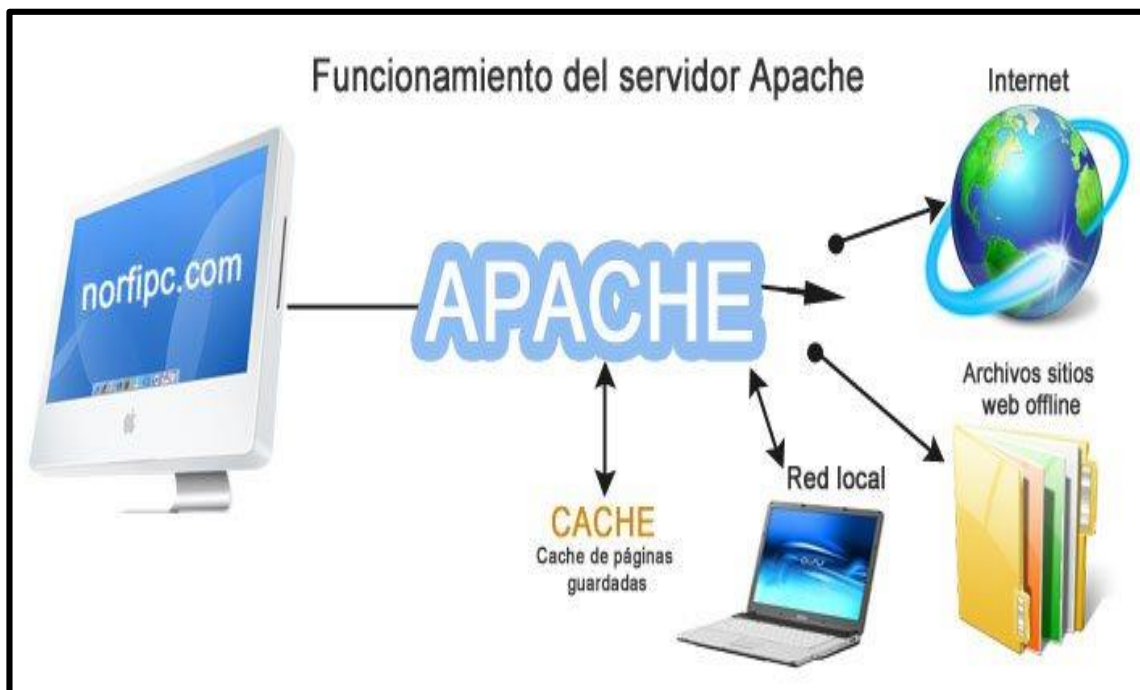 Funcionamiento del servidor Apache
Internet
norfipc.com
APACHE
Archivos sitios
web offline
Red local
CACHE
Cache de páginas
guardadas